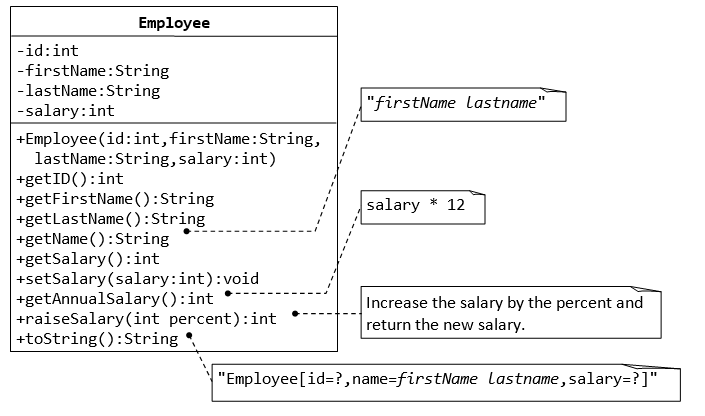 Employee
-id:int
-firstName:String
-lastName:String
-salary:int
+Employee(id:int,firstName:String,
lastName:String,salary:int)
+getID():int
+getFirstName():String
+getLastName():String
+getName():String
+getSalary():int
+setSalary(salary:int):void
+getAnnualSalary():int
+raiseSalary(int percent):int
+toString():String
"firstName lastname"
salary * 12
Increase the salary by the percent and
return the new salary.
"Employee[id=?,name=firstName lastname,salary=?]"